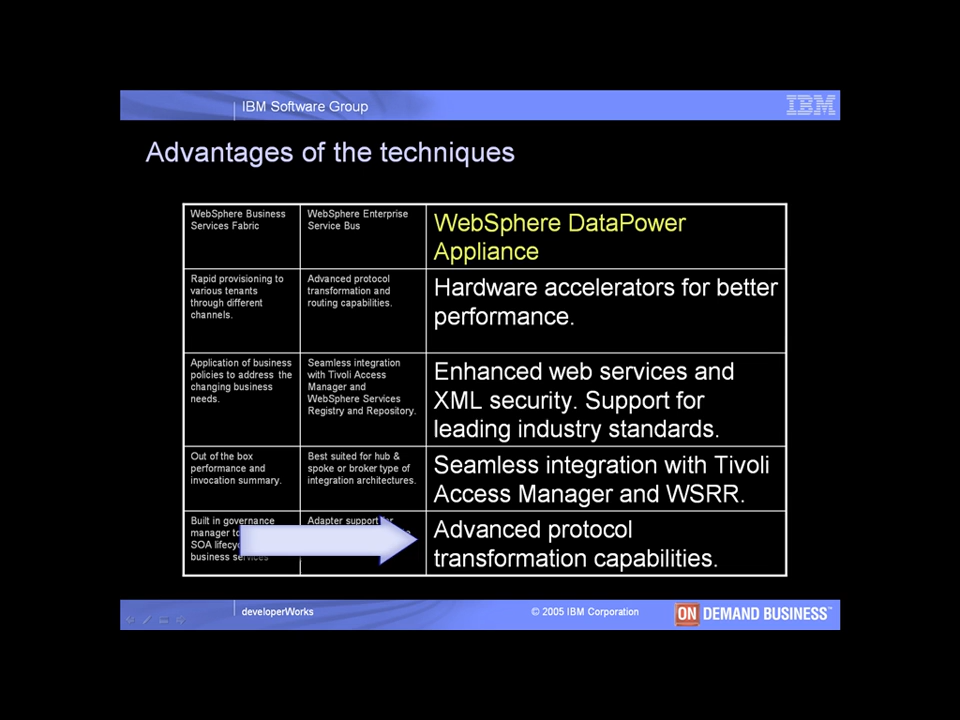 IBM Software Group
IBM
Advantages of the techniques
WebSphere Business
Services Fabric
WebSphere Enterprise
Service Bus
WebSphere DataPower
Appliance
Rapid provisioning to
various tenants
through different
channels.
Advanced protocol
transformation and
routing capabilities.
Hardware accelerators for better
performance.
Application of business
policies to address the
changing business
needs.
Seamless integration
with Tivoli Access
Manager and
WebSphere Services
Registry and Repository.
Enhanced web services and
XML security. Support for
leading industry standards.
Out of the box
performance and
invocation summary.
Best suited for hub &
spoke or broker type of
integration architectures.
Seamless integration with Tivoli
Access Manager and WSRR.
Built in governance
manager
SOA
business
Adapter support
Advanced protocol
transformation capabilities.
developerWorks
© 2005 IBM Corporation
ON DEMAND BUSINESS™